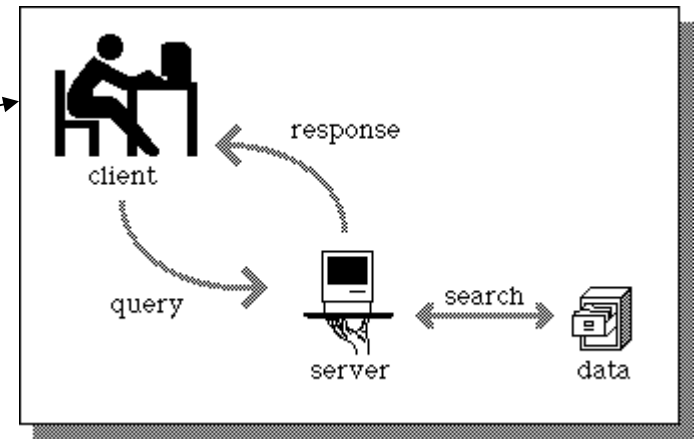 response
client
query
search
server
data